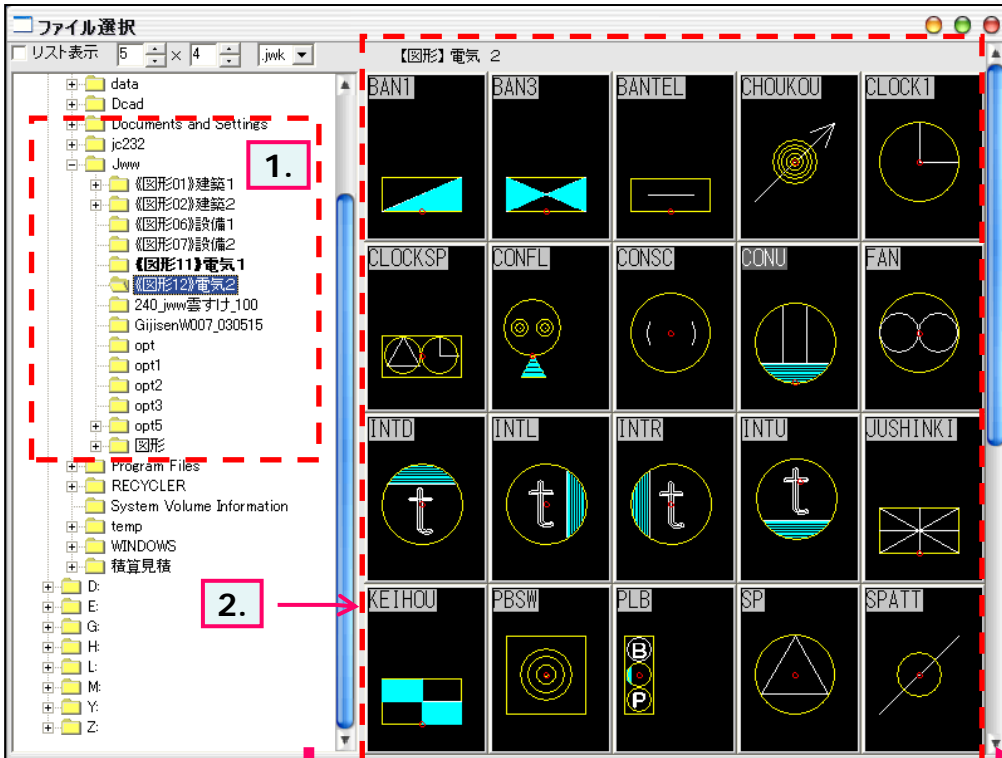 ファイル選択
リスト表示 5 × 4 .jwk
【図形】電気 2
data
Dcad
Documents and Settings
jc232
Jww
《図形01》建築1
《図形02》建築2
《図形06》設備1
《図形07》設備2
《図形11》電気1
《図形12》電気2
240_jww雲すけ_100
GijisenW007_030515
opt
opt1
opt2
opt3
opt5
図形
Program Files
RECYCLER
System Volume Information
temp
WINDOWS
積算見積
D:
E:
G:
H:
L:
M:
Y:
Z:
1.
2.
BAN1 BAN3 BANTEL CHOUKOU CLOCK1
CLOCKSP CONFL CONSC CONU FAN
INTD INTL INTR INTU JUSHINKI
t t t t
KEIHOU PBSW PLB SP SPATT
B
P